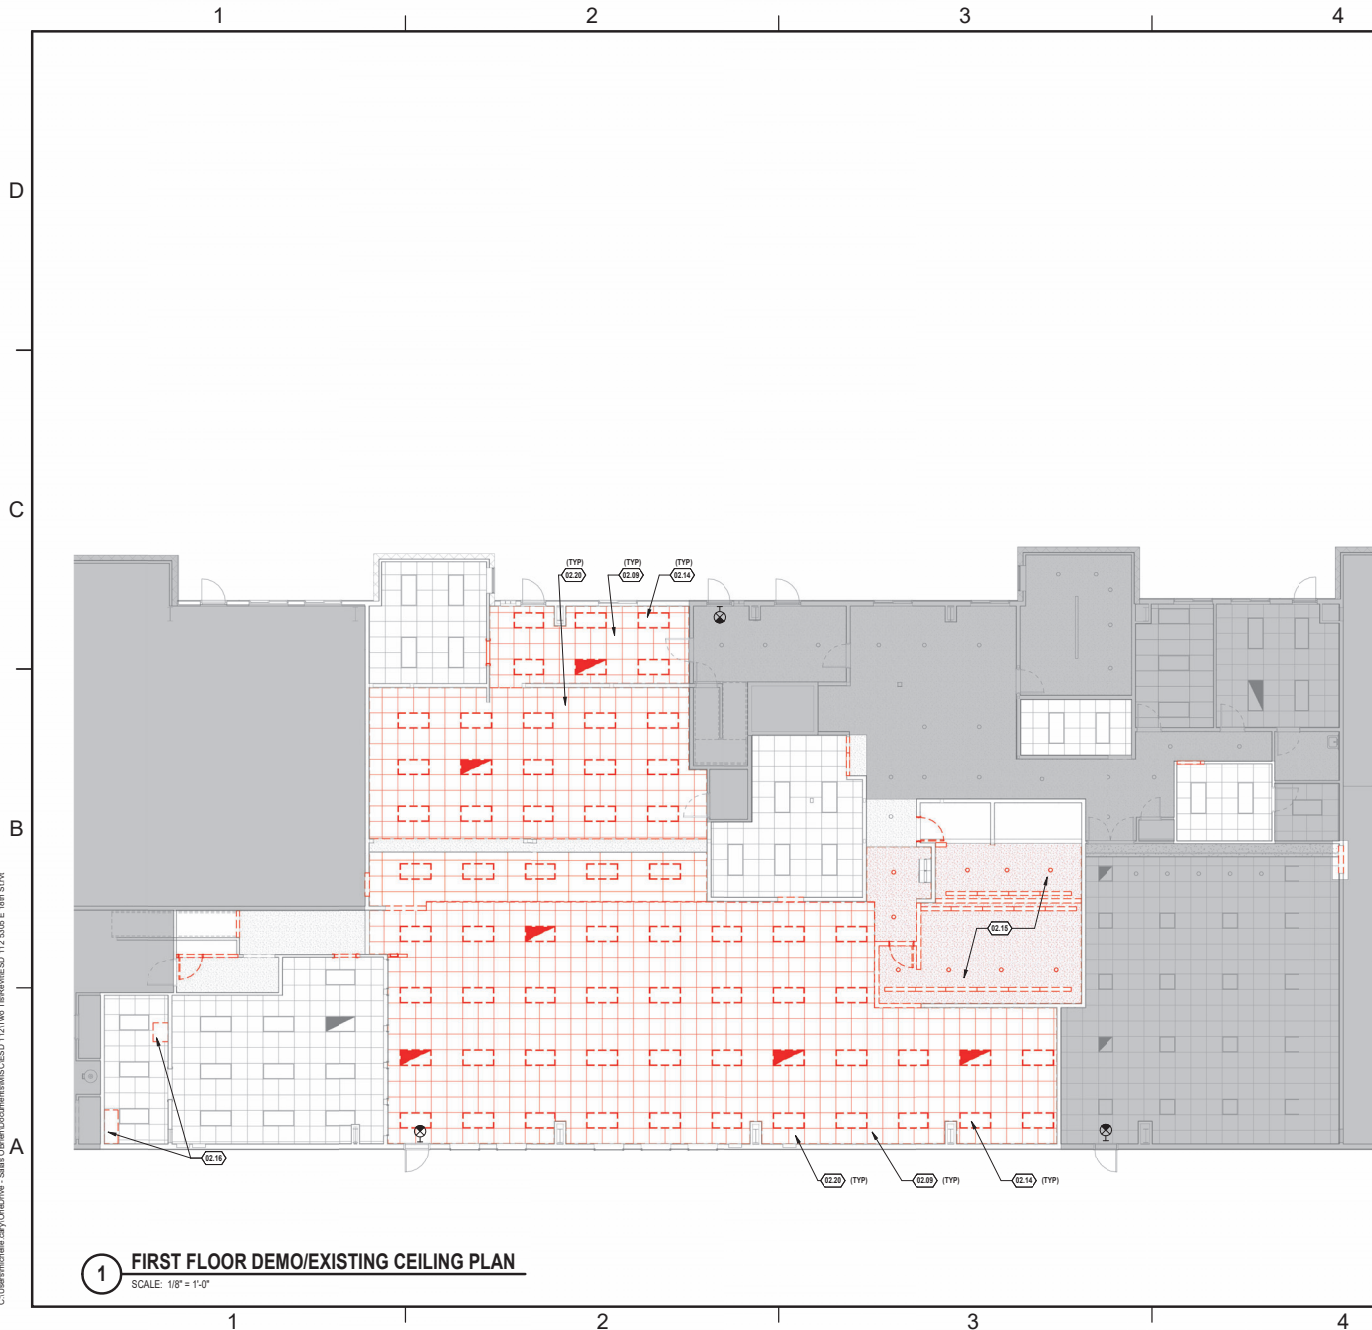 1 2 3 4
D
C
B
A
(TYP) (TYP) (TYP)
02.20 02.09 02.14
02.15
02.16
02.20 (TYP) 02.09 (TYP) 02.14 (TYP)
1 FIRST FLOOR DEMO/EXISTING CEILING PLAN
SCALE: 1/8" = 1'-0"
1 2 3 4